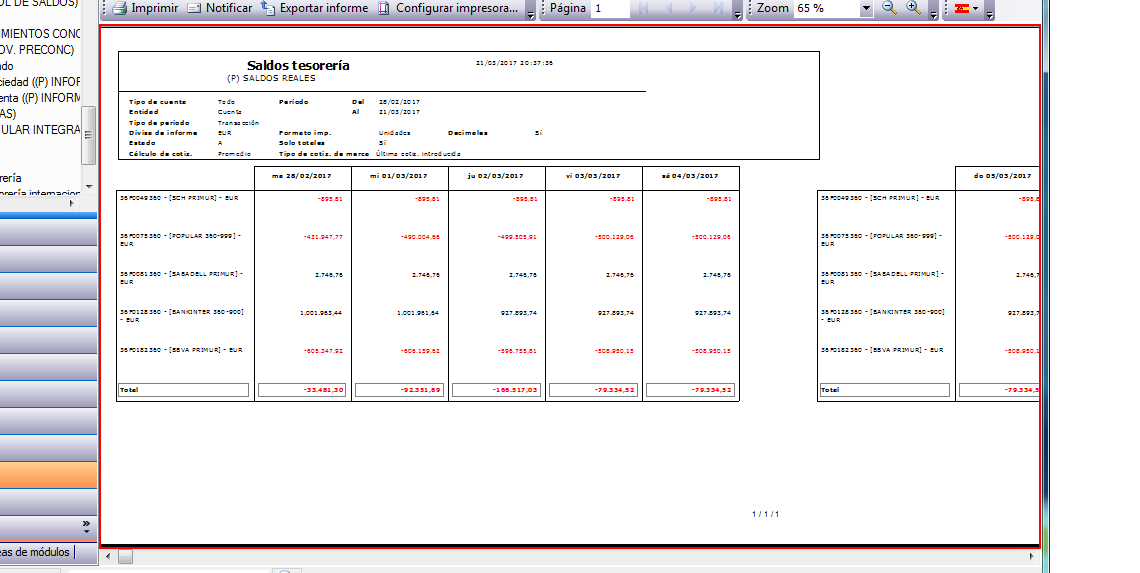 OL DE SALDOS)
Imprimir Notificar Exportar informe Configurar impresora... Página 1 Zoom 65 %
MIENTOS CONC
OV. PRECONC)
ndo
ciedad ((P) INFOR
enta ((P) INFORM
AS)
ULAR INTEGRA
rería
rería internacion
eas de módulos
Saldos tesorería
21/03/2017 20:37:36
(P) SALDOS REALES
Tipo de cuenta Todo Período Del 28/02/2017
Entidad Cuenta Al 21/03/2017
Tipo de período Transacción
Divisa de informe EUR Formato imp. Unidades Decimales Sí
Estado A Solo totales Sí
Cálculo de cotiz. Promedio Tipo de cotiz. de merca Última cotiz. introducida
ma 28/02/2017 mi 01/03/2017 ju 02/03/2017 vi 03/03/2017 sá 04/03/2017 do 05/03/2017
36F0049360 - [SCH PRIMUR] - EUR -895,81 -895,81 -895,81 -895,81 -895,81 36F0049360 - [SCH PRIMUR] - EUR -895,8
36F0075360 - [POPULAR 360-999] - -431.947,77 -490.004,66 -499.505,91 -500.129,06 -500.129,06 36F0075360 - [POPULAR 360-999] - -500.129,0
EUR EUR
36F0081360 - [SABADELL PRIMUR] - 2.746,76 2.746,76 2.746,76 2.746,76 2.746,76 36F0081360 - [SABADELL PRIMUR] - 2.746,7
EUR EUR
36F0128360 - [BANKINTER 360-900] 1.001.963,44 1.001.961,64 927.893,74 927.893,74 927.893,74 36F0128360 - [BANKINTER 360-900] 927.893,7
- EUR - EUR
36F0182360 - [BBVA PRIMUR] - EUR -605.347,92 -606.159,62 -596.755,81 -508.950,15 -508.950,15 36F0182360 - [BBVA PRIMUR] - EUR -508.950,1
Total -33.481,30 -92.351,69 -166.517,03 -79.334,52 -79.334,52 Total -79.334,5
1 / 1 / 1